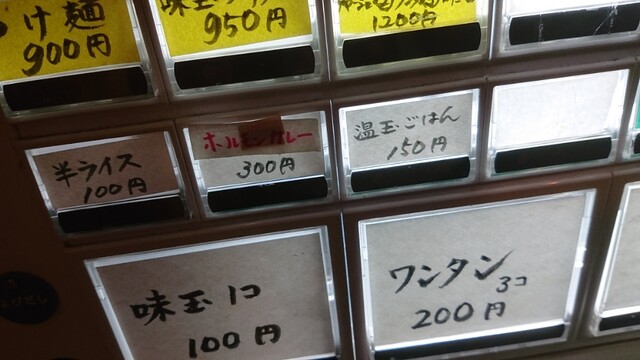 け麺
900円
950円
1200円
半ライス
100円
ホルモンカレー
300円
温玉ごはん
150円
味玉1コ
100円
ワンタン
3コ
200円